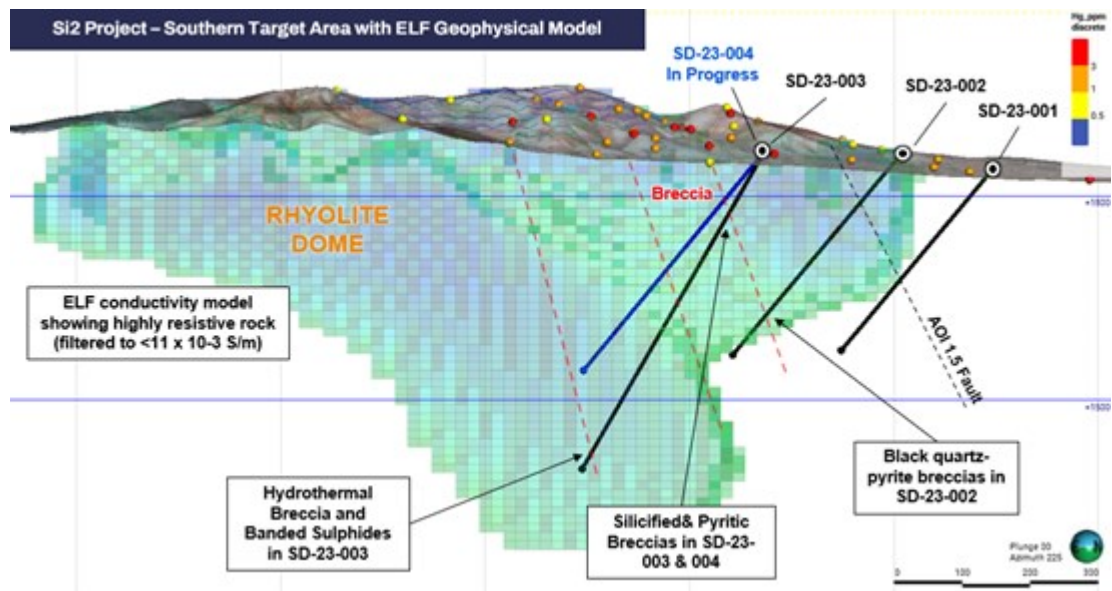 Si2 Project – Southern Target Area with ELF Geophysical Model
Hg_ppm
discrete
3
1
0.5
SD-23-004
In Progress
SD-23-003
SD-23-002
SD-23-001
Breccia
RHYOLITE
DOME
ELF conductivity model
showing highly resistive rock
(filtered to <11 x 10-3 S/m)
AOI 1.5 Fault
+1500
Hydrothermal
Breccia and
Banded Sulphides
in SD-23-003
Silicified& Pyritic
Breccias in SD-23-
003 & 004
Black quartz-
pyrite breccias in
SD-23-002
Plunge 00
Azimuth 225
0
100
200
300